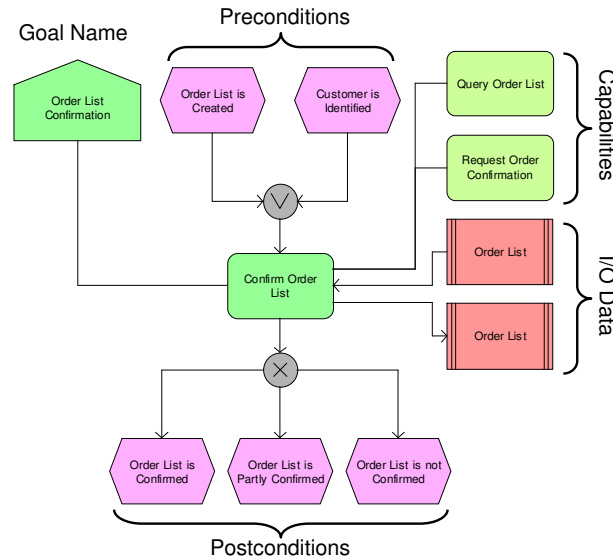 Preconditions
Goal Name
Order List
Confirmation
Order List is
Created
Customer is
Identified
Query Order List
Request Order
Confirmation
Capabilities
Confirm Order
List
Order List
Order List
I/O Data
Order List is
Confirmed
Order List is
Partly Confirmed
Order List is not
Confirmed
Postconditions